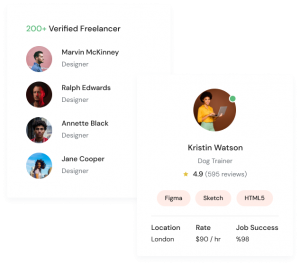 200+ Verified Freelancer
Marvin McKinney
Designer
Ralph Edwards
Designer
Annette Black
Designer
Jane Cooper
Designer
Kristin Watson
Dog Trainer
4.9 (595 reviews)
Figma Sketch HTML5
Location Rate Job Success
London $90 / hr %98